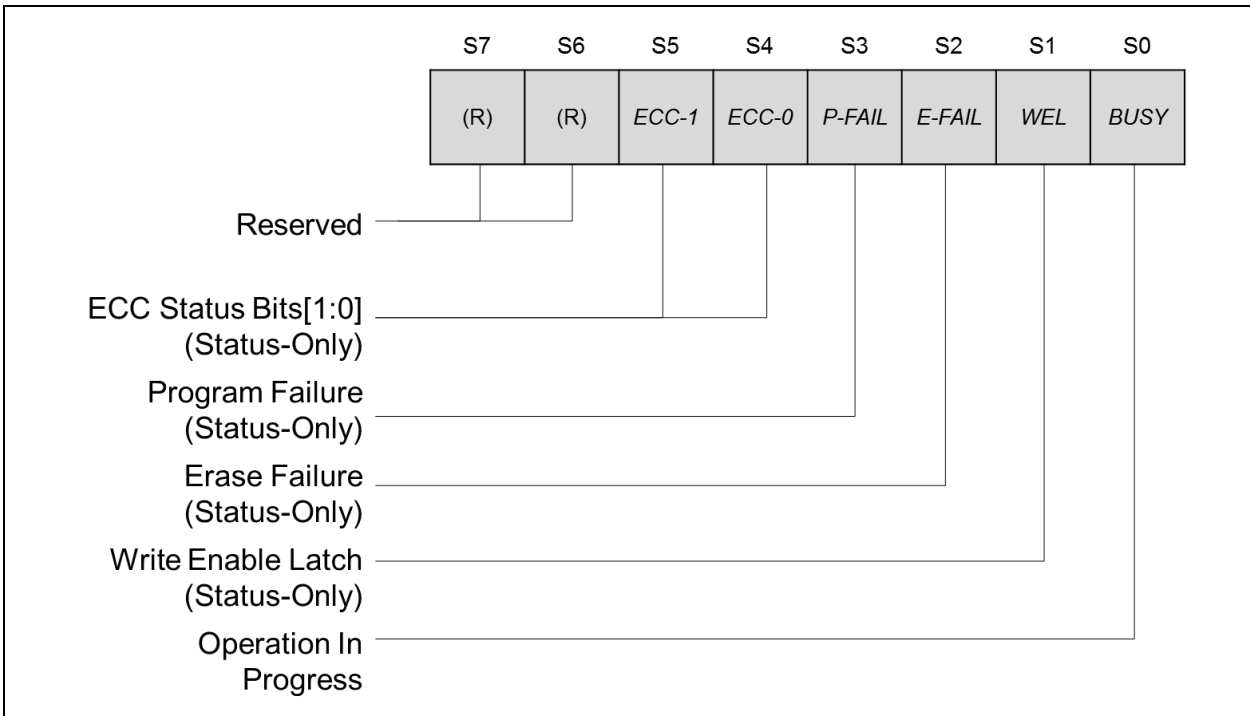 S7 S6 S5 S4 S3 S2 S1 S0
(R) (R) ECC-1 ECC-0 P-FAIL E-FAIL WEL BUSY
Reserved
ECC Status Bits[1:0]
(Status-Only)
Program Failure
(Status-Only)
Erase Failure
(Status-Only)
Write Enable Latch
(Status-Only)
Operation In
Progress